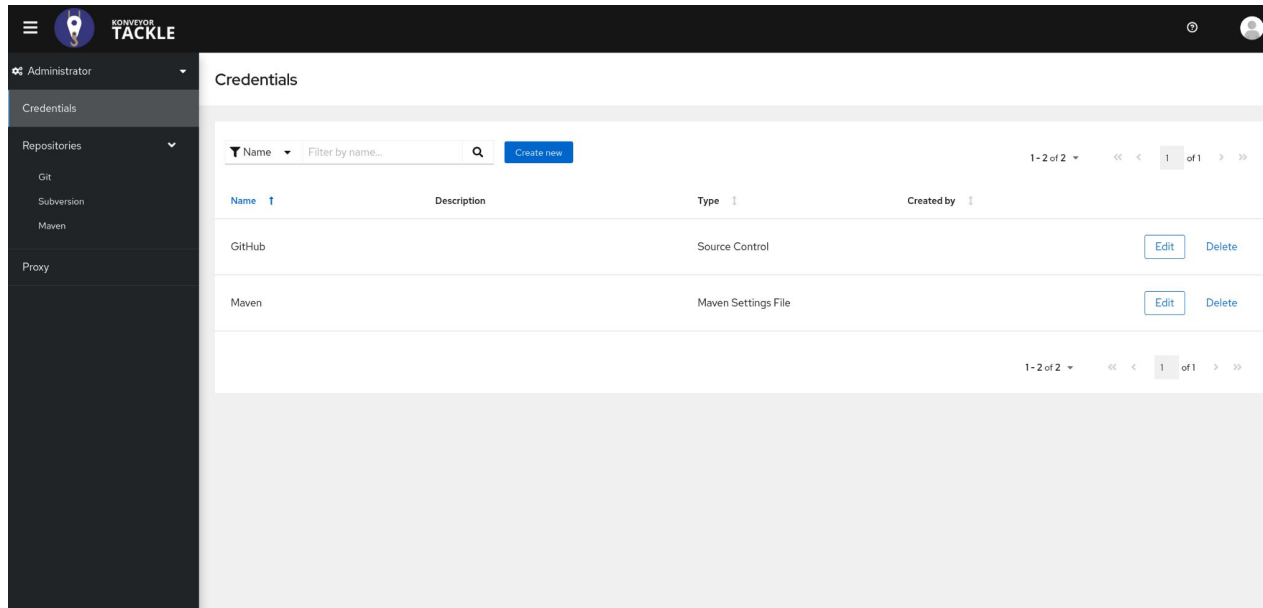 KONVEYOR
TACKLE
Administrator
Credentials
Repositories
Git
Subversion
Maven
Proxy
Credentials
Name Filter by name... Create new 1 - 2 of 2 1 of 1
Name Description Type Created by
GitHub Source Control Edit Delete
Maven Maven Settings File Edit Delete
1 - 2 of 2 1 of 1